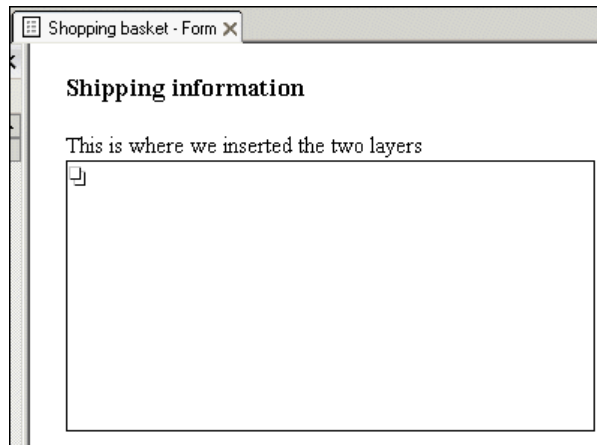 Shopping basket - Form
Shipping information
This is where we inserted the two layers